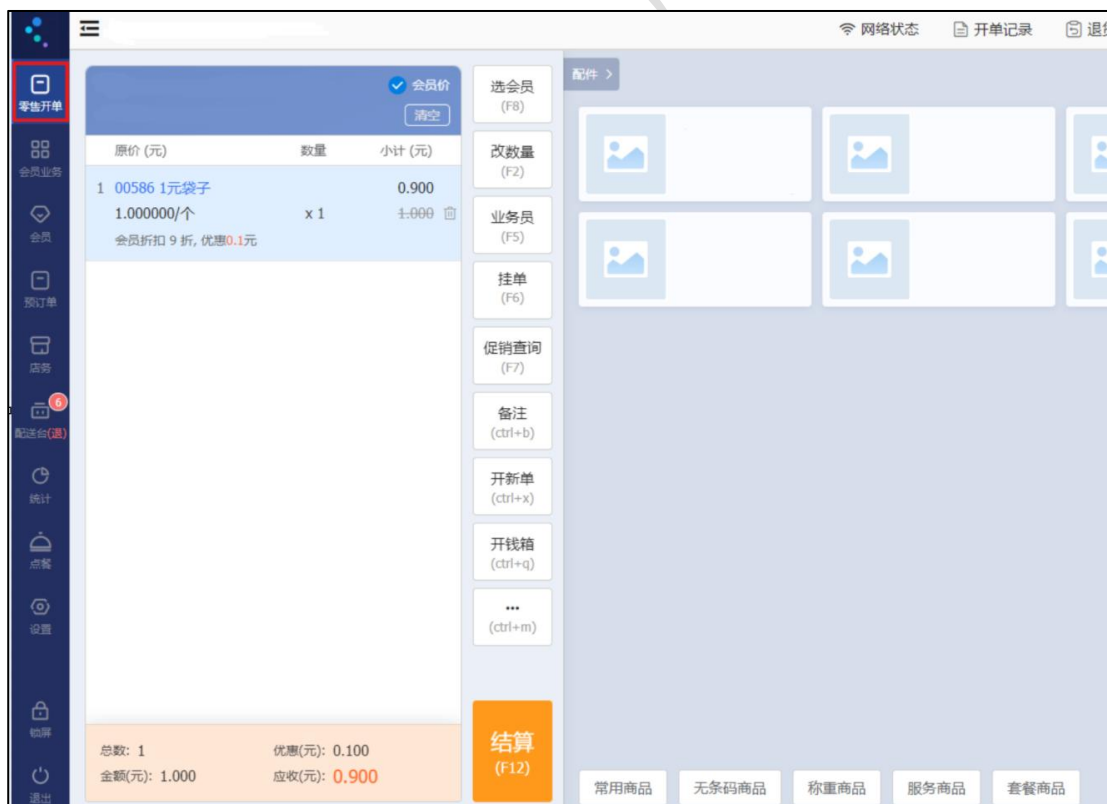 网络状态
开单记录
退货
零售开单
会员业务
会员
预订单
店务
6
配送台(退)
统计
点餐
设置
锁屏
退出
会员价
清空
原价 (元) 数量 小计 (元)
1 00586 1元袋子 0.900
1.000000/个 x 1 1.000
会员折扣 9 折, 优惠0.1元
总数: 1 优惠(元): 0.100
金额(元): 1.000 应收(元): 0.900
选会员
(F8)
改数量
(F2)
业务员
(F5)
挂单
(F6)
促销查询
(F7)
备注
(ctrl+b)
开新单
(ctrl+x)
开钱箱
(ctrl+q)
•••
(ctrl+m)
结算
(F12)
配件 >
常用商品
无条码商品
称重商品
服务商品
套餐商品